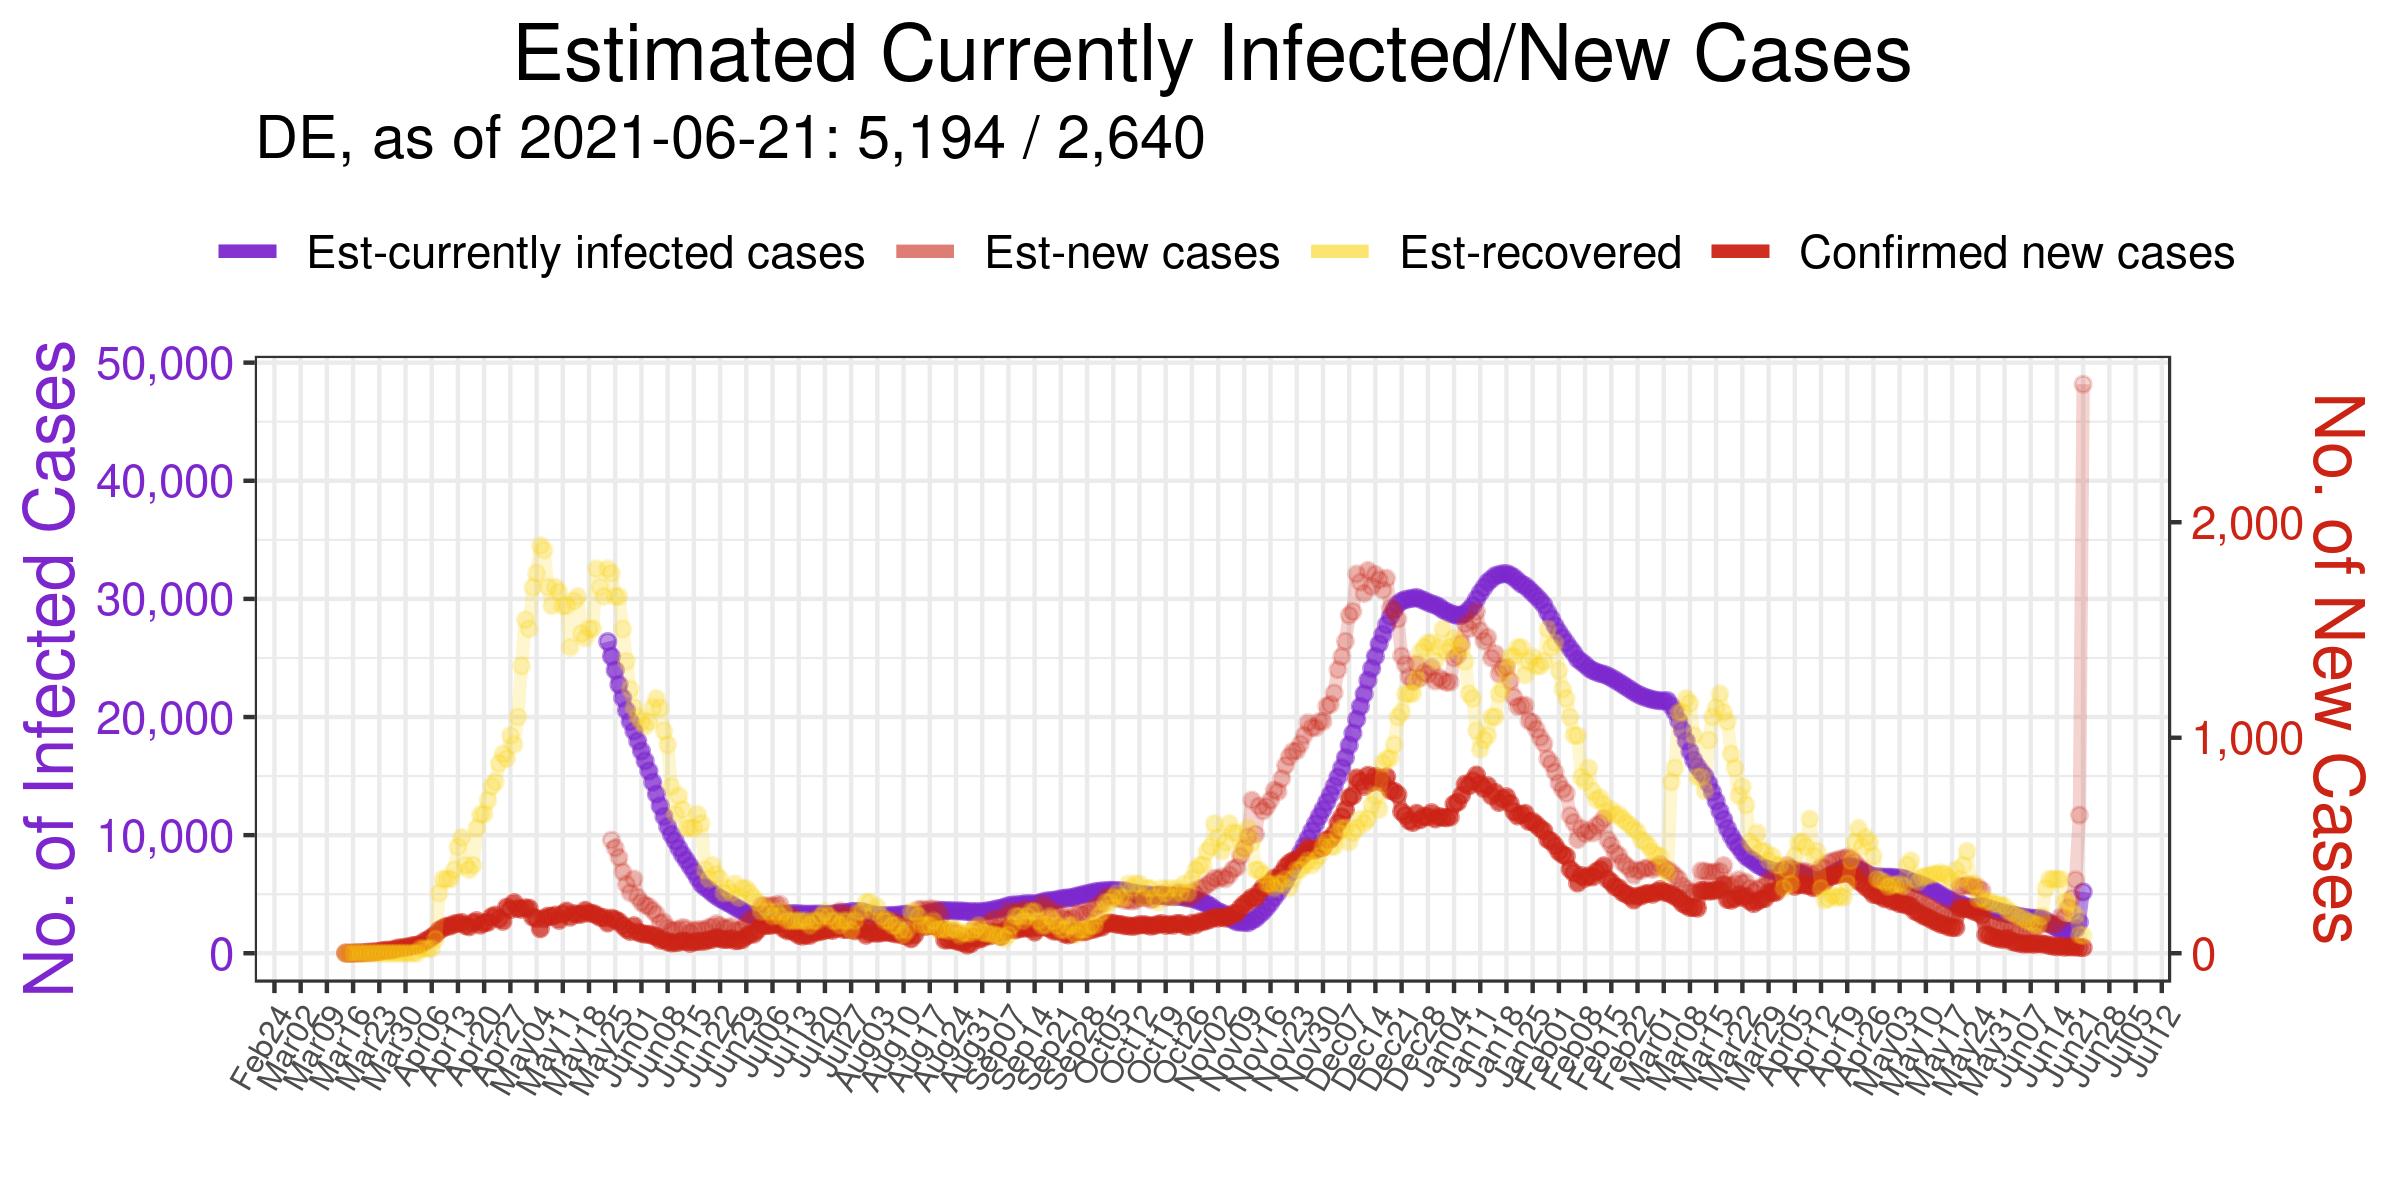 Estimated Currently Infected/New Cases
DE, as of 2021-06-21: 5,194 / 2,640
Est-currently infected cases Est-new cases Est-recovered Confirmed new cases
No. of Infected Cases
50,000
40,000
30,000
20,000
10,000
0
No. of New Cases
2,000
1,000
0
Feb24 Mar02 Mar09 Mar16 Mar23 Mar30 Apr06 Apr13 Apr20 Apr27 May04 May11 May18 May25 Jun01 Jun08 Jun15 Jun22 Jun29 Jul06 Jul13 Jul20 Jul27 Aug03 Aug10 Aug17 Aug24 Aug31 Sep07 Sep14 Sep21 Sep28 Oct05 Oct12 Oct19 Oct26 Nov02 Nov09 Nov16 Nov23 Nov30 Dec07 Dec14 Dec21 Dec28 Jan04 Jan11 Jan18 Jan25 Feb01 Feb08 Feb15 Feb22 Mar01 Mar08 Mar15 Mar22 Mar29 Apr05 Apr12 Apr19 Apr26 May03 May10 May17 May24 May31 Jun07 Jun14 Jun21 Jun28 Jul05 Jul12